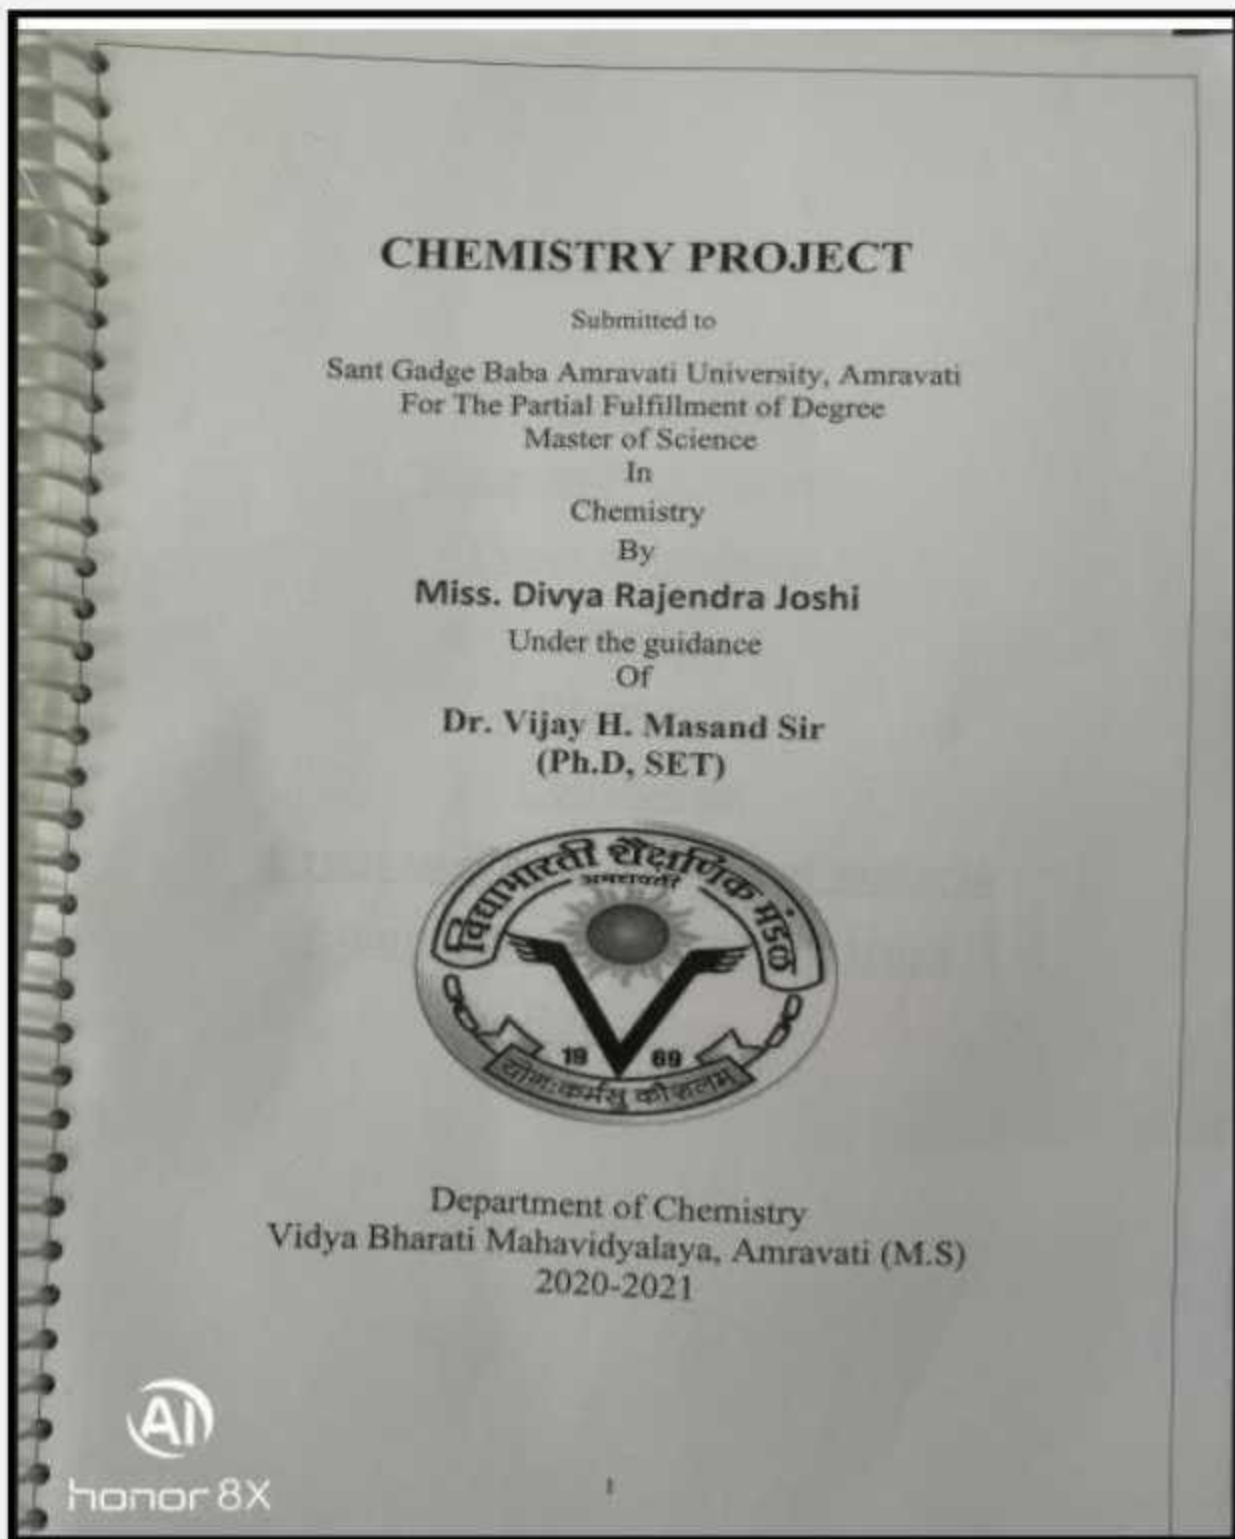 CHEMISTRY PROJECT
Submitted to
Sant Gadge Baba Amravati University, Amravati
For The Partial Fulfillment of Degree
Master of Science
In
Chemistry
By
Miss. Divya Rajendra Joshi
Under the guidance
Of
Dr. Vijay H. Masand Sir
(Ph.D, SET)
विद्याभारती शैक्षणिक मंडळ
अमरावती
19 69
योगः कर्मसु कौशलम्
Department of Chemistry
Vidya Bharati Mahavidyalaya, Amravati (M.S)
2020-2021
1
AI
honor 8X